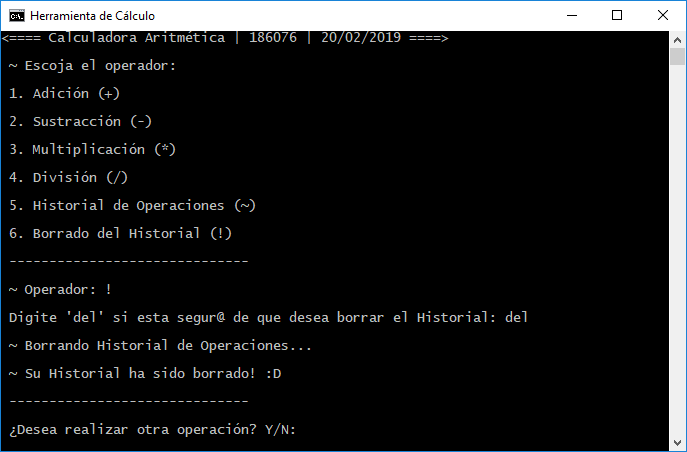 Herramienta de Cálculo
<==== Calculadora Aritmética | 186076 | 20/02/2019 ====>
~ Escoja el operador:
1. Adición (+)
2. Sustracción (-)
3. Multiplicación (*)
4. División (/)
5. Historial de Operaciones (~)
6. Borrado del Historial (!)
------------------------------
~ Operador: !
Digite 'del' si esta segur@ de que desea borrar el Historial: del
~ Borrando Historial de Operaciones...
~ Su Historial ha sido borrado! :D
------------------------------
¿Desea realizar otra operación? Y/N: